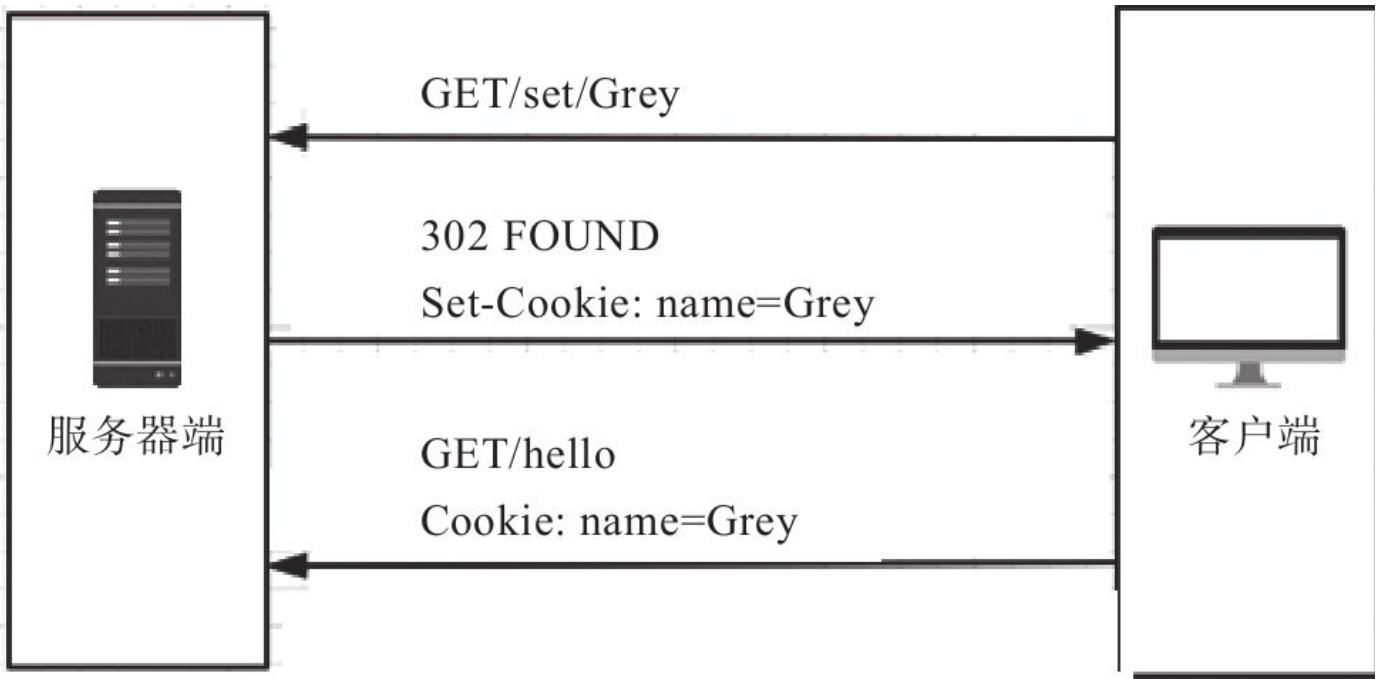 GET/set/Grey
302 FOUND
Set-Cookie: name=Grey
服务器端
客户端
GET/hello
Cookie: name=Grey